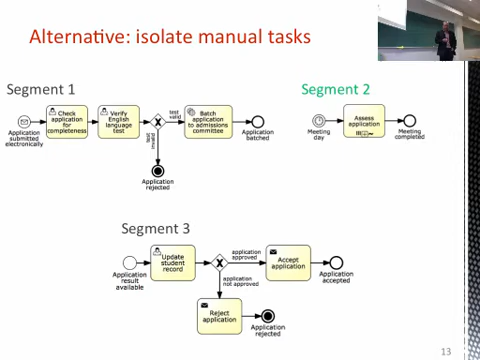 Alternative: isolate manual tasks
Segment 1
Segment 2
Check
application
for
completeness
Verify
English
language
test
test
valid
test
invalid
Batch
application
to admissions
committee
Application
submitted
electronically
Application
batched
Application
rejected
Meeting
day
Assess
application
Meeting
completed
Segment 3
Application
result
available
Update
student
record
application
approved
application
not approved
Accept
application
Application
accepted
Reject
application
Application
rejected
13